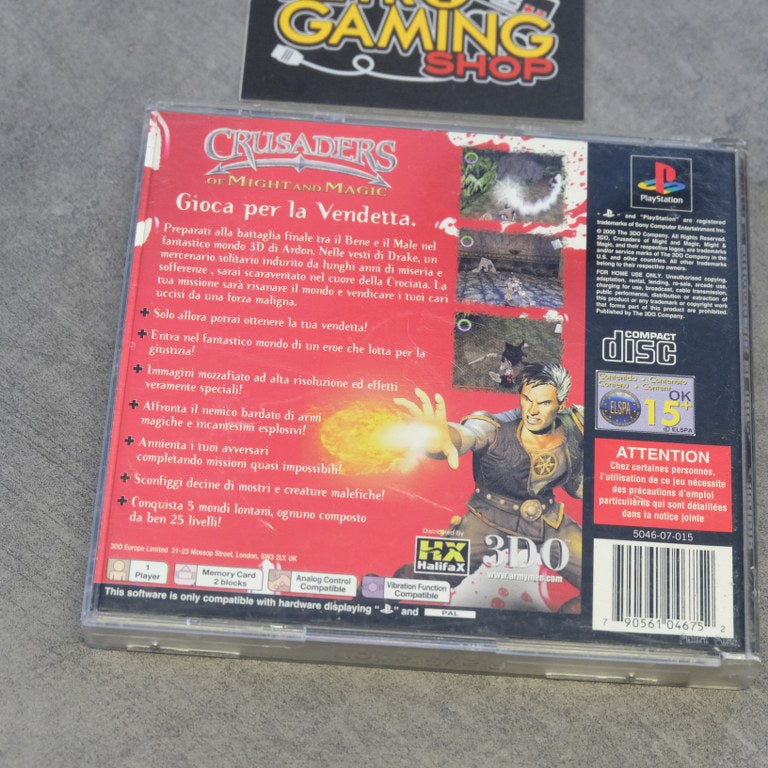 GAMING
SHOP
CRUSADERS
OF MIGHT AND MAGIC
Gioca per la Vendetta.
Preparati alla battaglia finale tra il Bene e il Male nel
fantastico mondo 3D di Ardon. Nelle vesti di Drake, un
mercenario solitario indurito da lunghi anni di miseria e
sofferenze , sarai scaraventato nel cuore della Crociata. La
tua missione sarà risanare il mondo e vendicare i tuoi cari
uccisi da una forza maligna.
Solo allora potrai ottenere la tua vendetta!
Entra nel fantastico mondo di un eroe che lotta per la
giustizia!
Immagini mozzafiato ad alta risoluzione ed effetti
veramente speciali!
Affronta il nemico bardato di armi
magiche e incantesimi esplosivi!
Annienta i tuoi avversari
completando missioni quasi impossibili!
Sconfiggi decine di mostri e creature malefiche!
Conquista 5 mondi lontani, ognuno composto
da ben 25 livelli!
Distributed By
HX
HalifaX
3DO
www.armymen.com
3DO Europe Limited 21-23 Mossop Street, London, SW3 2LY, UK
1
Player
Memory Card
2 blocks
Analog Control
Compatible
Vibration Function
Compatible
This software is only compatible with hardware displaying " " and PAL
PlayStation
" " and "PlayStation" are registered
trademarks of Sony Computer Entertainment Inc.
© 2000 The 3DO Company. All Rights Reserved.
3DO, Crusaders of Might and Magic, Might &
Magic, and their respective logos, are trademarks
and/or service marks of The 3DO Company in the
U.S. and other countries. All other trademarks
belong to their respective owners.
FOR HOME USE ONLY. Unauthorised copying,
adaptation, rental, lending, re-sale, arcade use,
charging for use, broadcast, cable transmission,
public performance, distribution or extraction of
this product or any trademark or copyright work
that forms part of this product are prohibited.
Published by The 3DO Company.
COMPACT
disc
Contenido • Contenuto
Contenu • Content
ELSPA
OK
15+
© ELSPA
ATTENTION
Chez certaines personnes,
l'utilisation de ce jeu nécessite
des précautions d'emploi
particulières qui sont détaillées
dans la notice jointe
5046-07-015
7 90561 04675 2